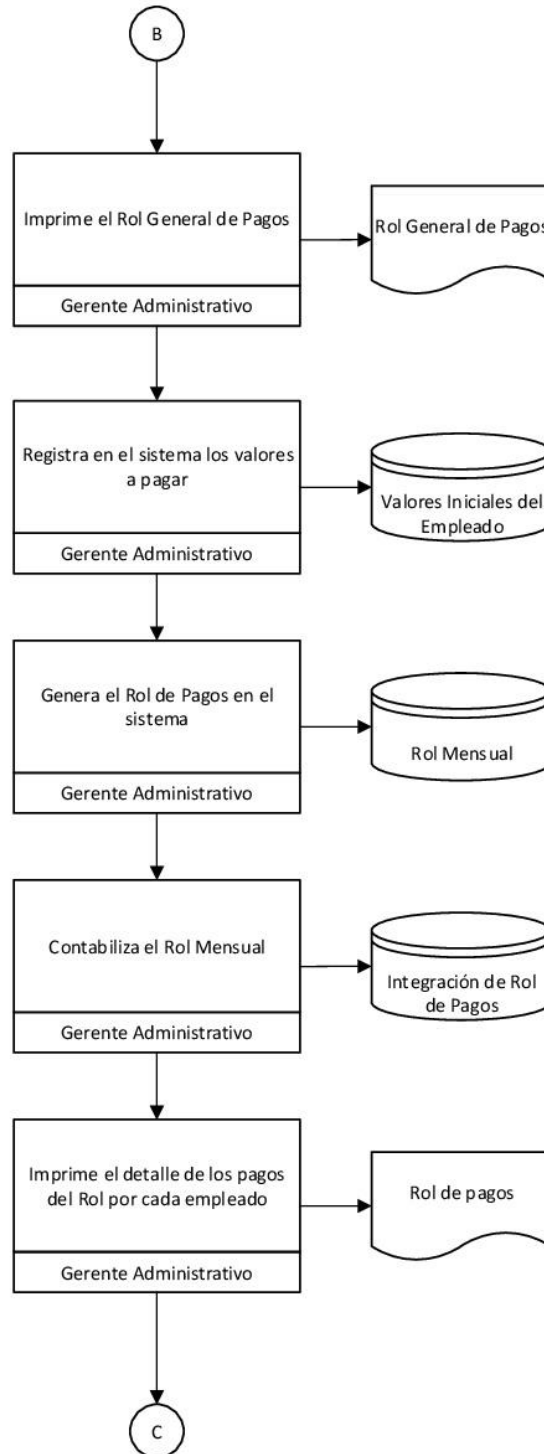 B
Imprime el Rol General de Pagos
Gerente Administrativo
Rol General de Pagos
Registra en el sistema los valores
a pagar
Gerente Administrativo
Valores Iniciales del
Empleado
Genera el Rol de Pagos en el
sistema
Gerente Administrativo
Rol Mensual
Contabiliza el Rol Mensual
Gerente Administrativo
Integración de Rol
de Pagos
Imprime el detalle de los pagos
del Rol por cada empleado
Gerente Administrativo
Rol de pagos
C